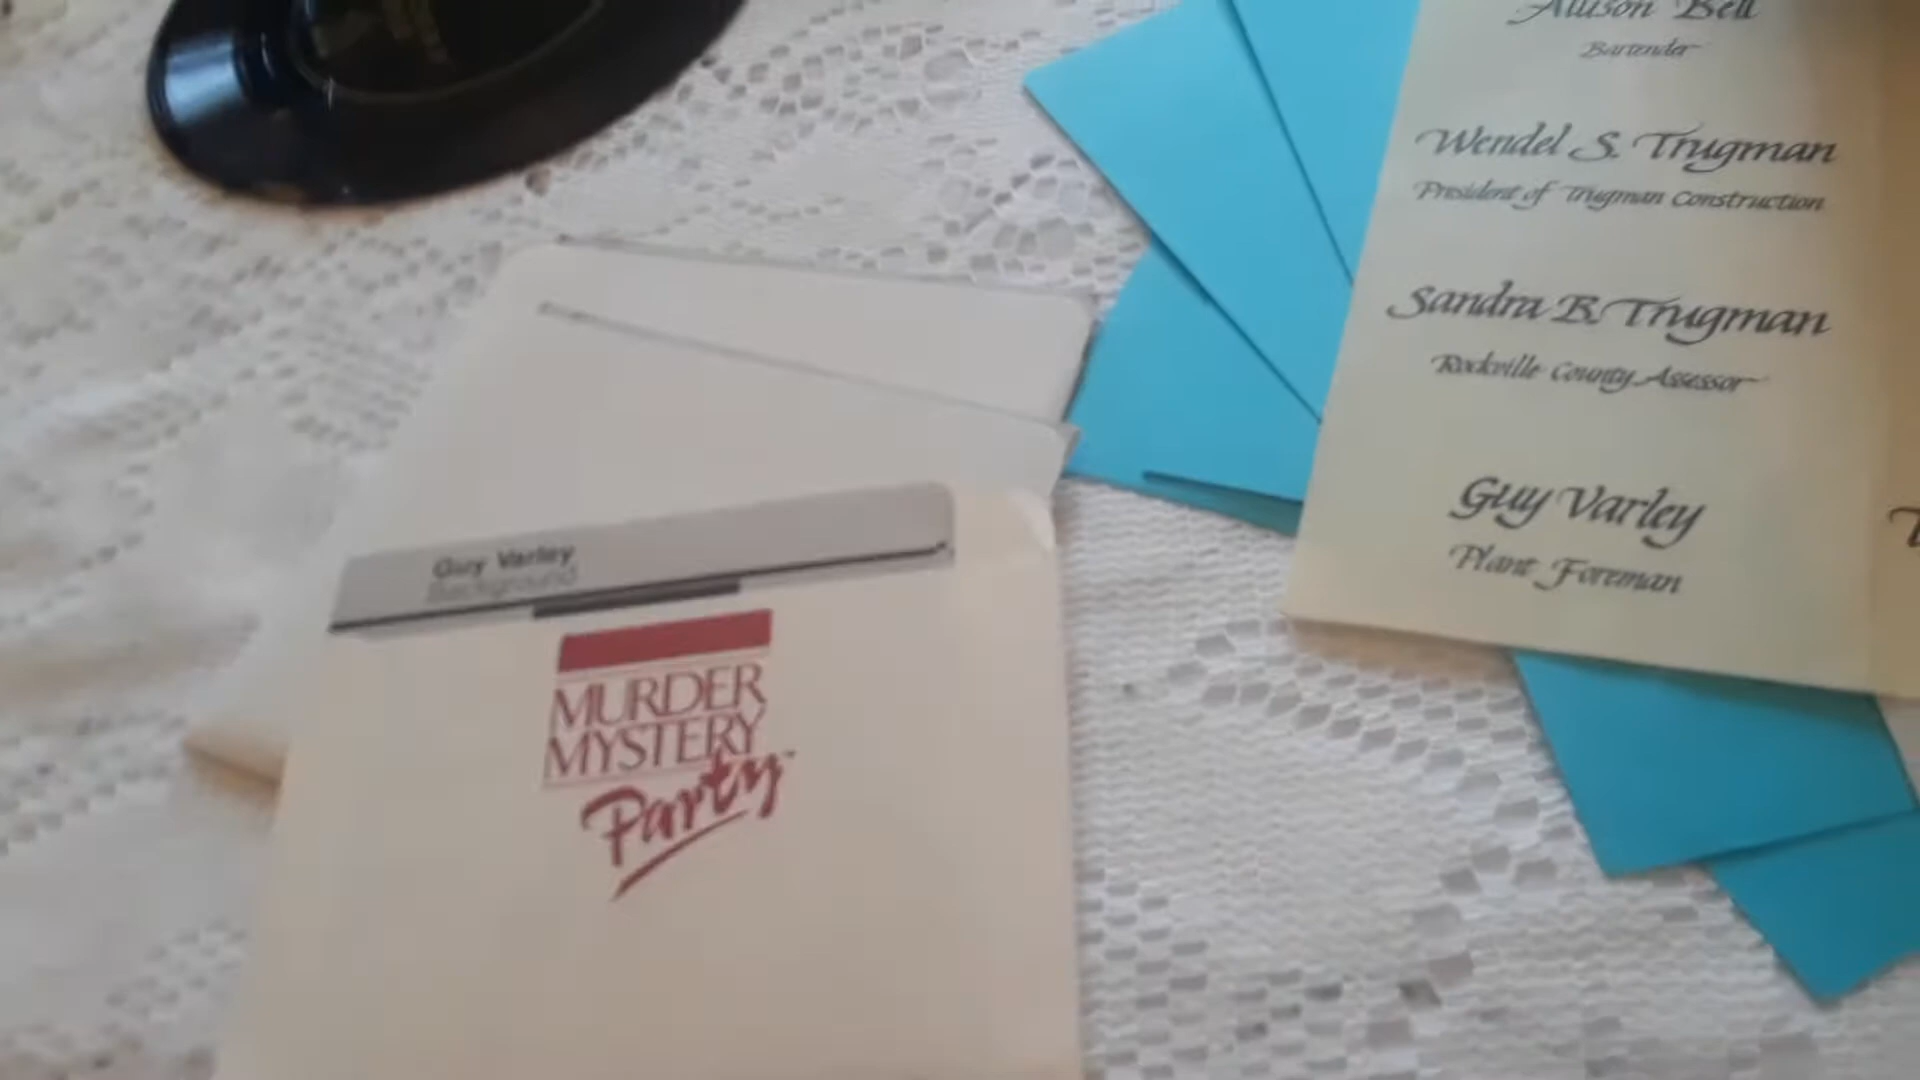 Guy Varley
Background
MURDER
MYSTERY
Party
Allison Bell
Bartender
Wendel S. Trugman
President of Trugman Construction
Sandra B. Trugman
Rockville County Assessor
Guy Varley
Plant Foreman